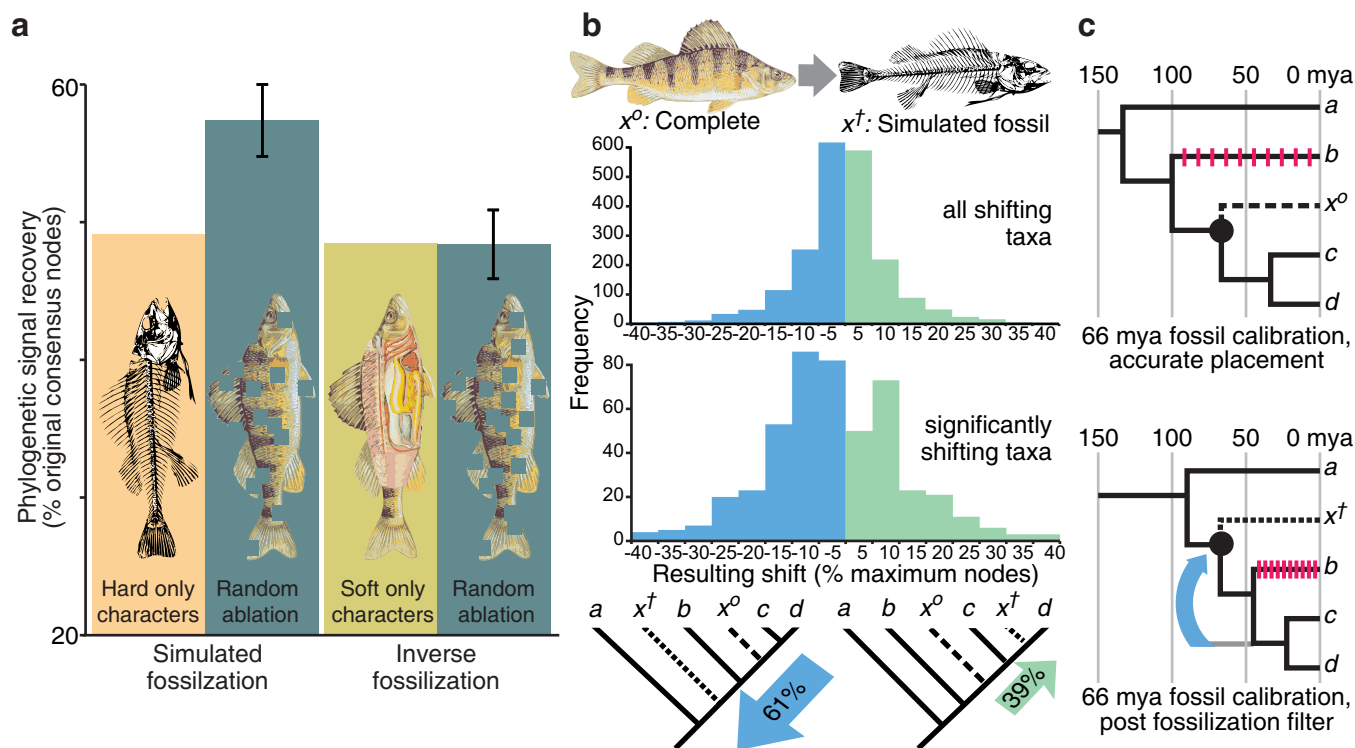 a
Phylogenetic signal recovery
(% original consensus nodes)
60
20
Hard only
characters
Random
ablation
Soft only
characters
Random
ablation
Simulated
fossilzation
Inverse
fossilization
b
xº: Complete
x†: Simulated fossil
Frequency
600
500
400
300
200
100
0
all shifting
taxa
-40 -35 -30 -25 -20 -15 -10 -5 5 10 15 20 25 30 35 40
80
60
40
20
0
significantly
shifting taxa
-40 -35 -30 -25 -20 -15 -10 -5 5 10 15 20 25 30 35 40
Resulting shift (% maximum nodes)
a x† b xº c d
61%
a b xº c x† d
39%
c
150 100 50 0 mya
a
b
xº
c
d
66 mya fossil calibration,
accurate placement
150 100 50 0 mya
a
x†
b
c
d
66 mya fossil calibration,
post fossilization filter